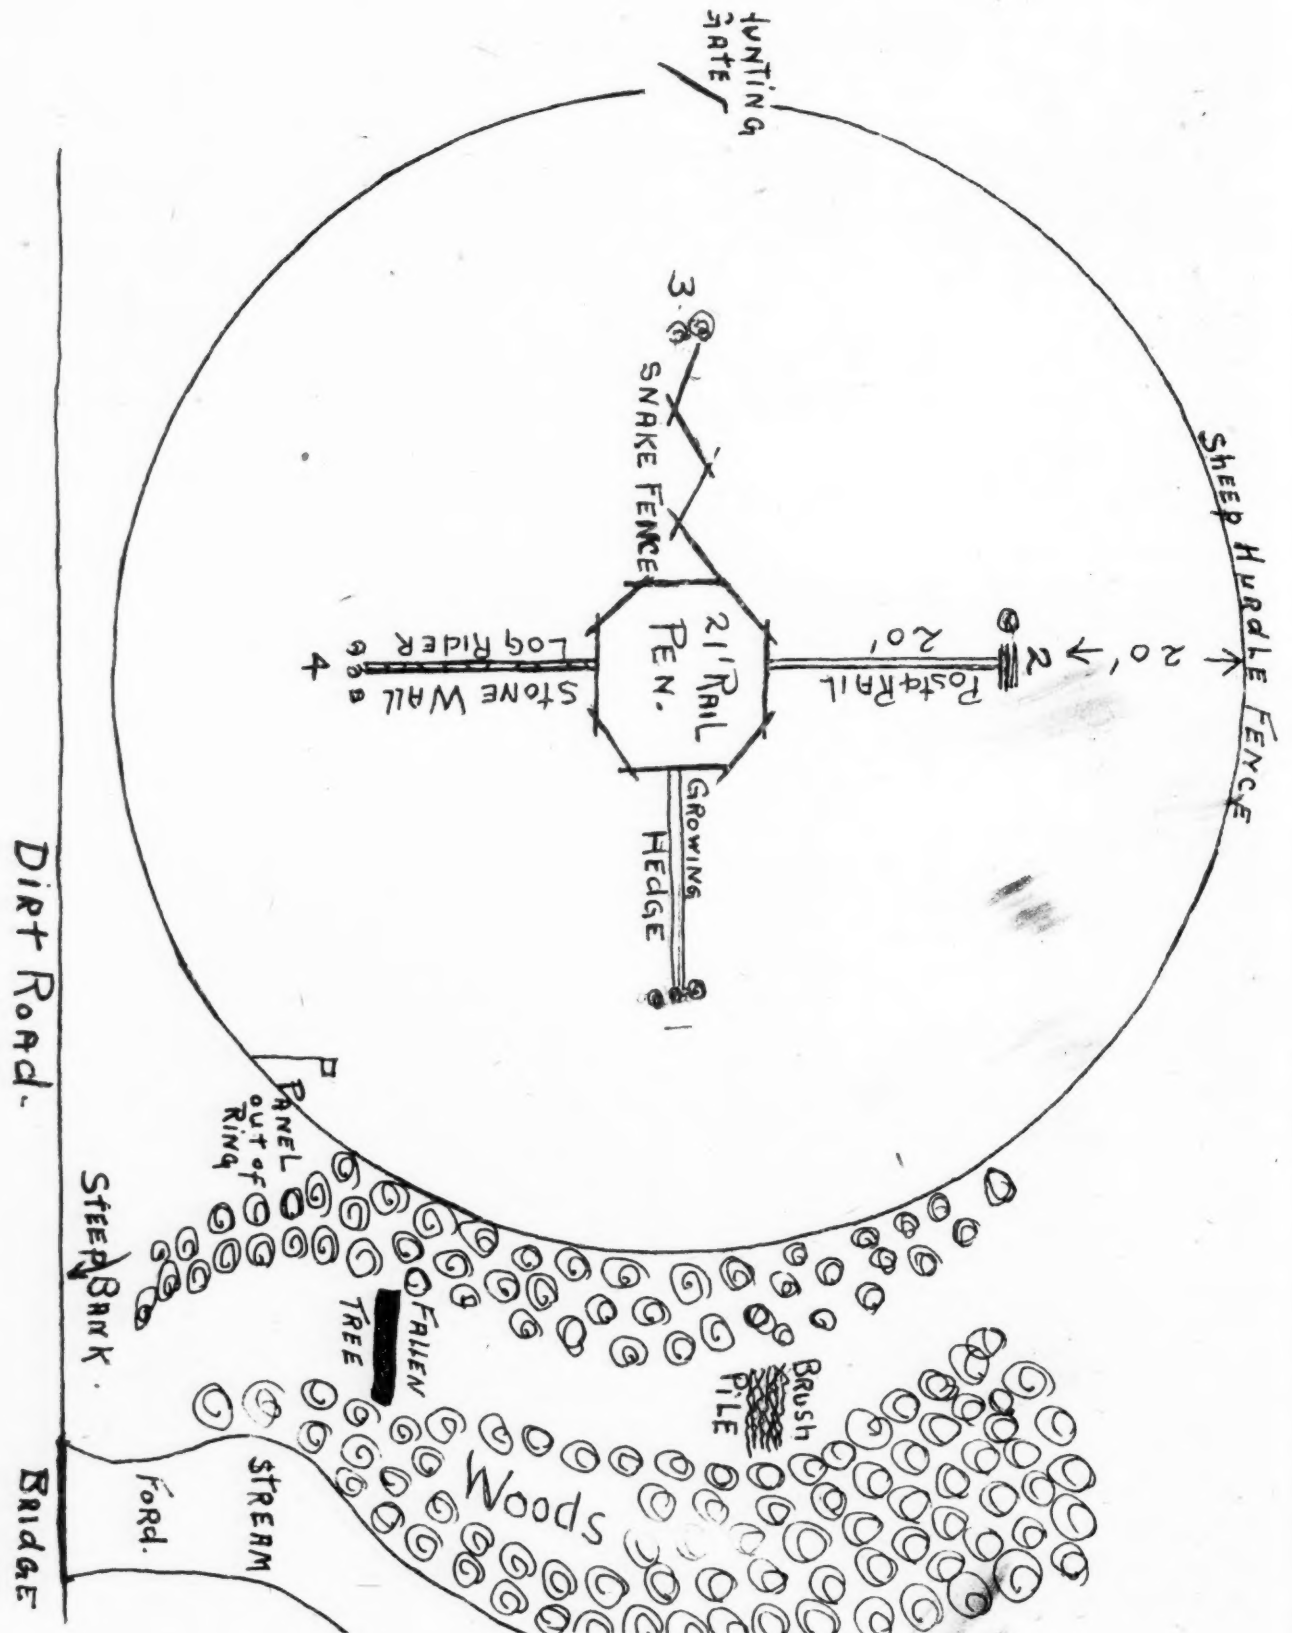 HUNTING
GATE
SHEEP HURDLE FENCE
3.
SNAKE FENCE
21' RAIL
PEN.
20'
Post & RAIL
2
20'
LOG RIDER
STONE WALL
4
GROWING
HEDGE
1
PANEL
OUT OF
RING
DIRT ROAD.
STEEP BANK.
FALLEN
TREE
BRUSH
PILE
WOODS
STREAM
FORD.
BRIDGE